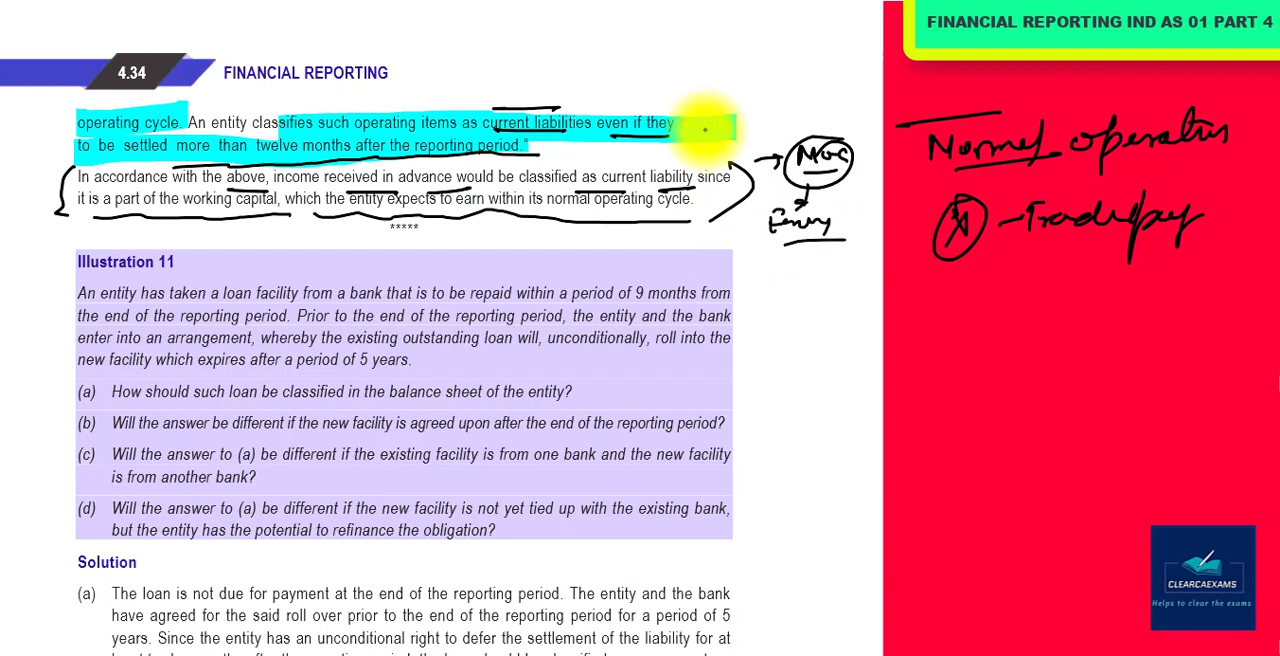 FINANCIAL REPORTING IND AS 01 PART 4
4.34 FINANCIAL REPORTING
operating cycle. An entity classifies such operating items as current liabilities even if they
to be settled more than twelve months after the reporting period."
In accordance with the above, income received in advance would be classified as current liability since
it is a part of the working capital, which the entity expects to earn within its normal operating cycle.
*****
Illustration 11
An entity has taken a loan facility from a bank that is to be repaid within a period of 9 months from
the end of the reporting period. Prior to the end of the reporting period, the entity and the bank
enter into an arrangement, whereby the existing outstanding loan will, unconditionally, roll into the
new facility which expires after a period of 5 years.
(a) How should such loan be classified in the balance sheet of the entity?
(b) Will the answer be different if the new facility is agreed upon after the end of the reporting period?
(c) Will the answer to (a) be different if the existing facility is from one bank and the new facility
is from another bank?
(d) Will the answer to (a) be different if the new facility is not yet tied up with the existing bank,
but the entity has the potential to refinance the obligation?
Solution
(a) The loan is not due for payment at the end of the reporting period. The entity and the bank
have agreed for the said roll over prior to the end of the reporting period for a period of 5
years. Since the entity has an unconditional right to defer the settlement of the liability for at
Normal
Trade pay
CLEARCAEXAMS
Helps to clear the exams